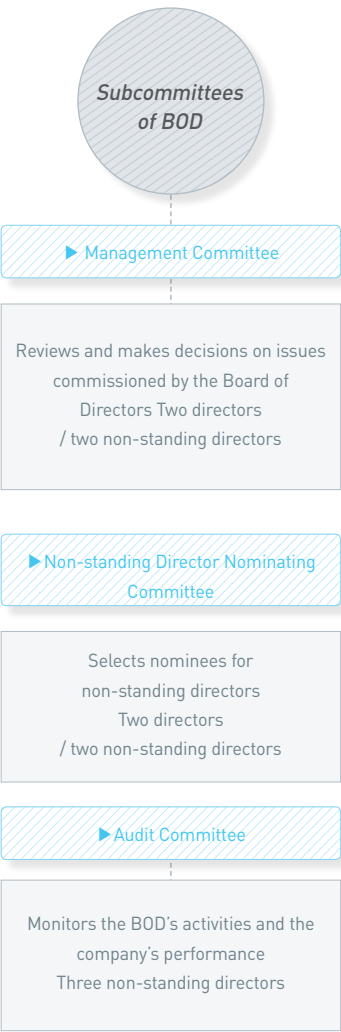 Subcommittees
of BOD
▶ Management Committee
Reviews and makes decisions on issues
commissioned by the Board of
Directors Two directors
/ two non-standing directors
▶Non-standing Director Nominating
Committee
Selects nominees for
non-standing directors
Two directors
/ two non-standing directors
▶Audit Committee
Monitors the BOD’s activities and the
company’s performance
Three non-standing directors